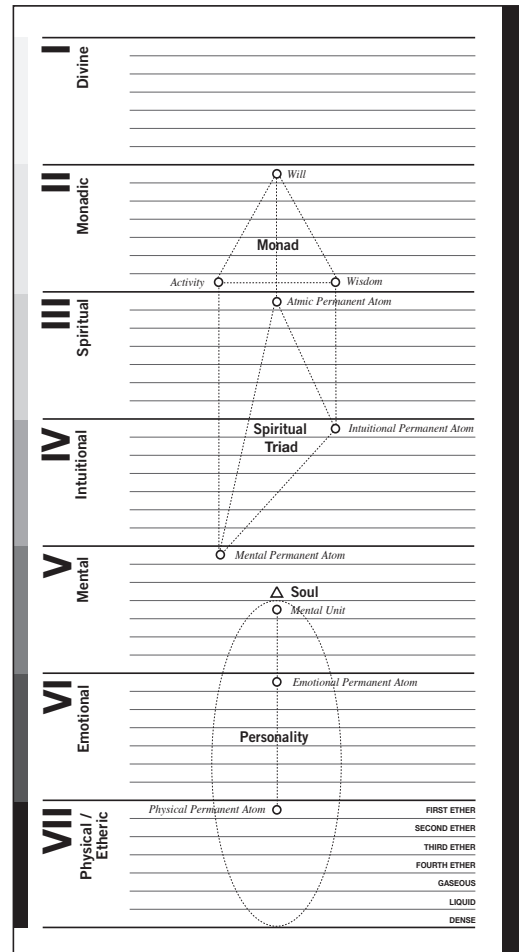 I
Divine
II
Monadic
Will
Monad
Activity
Wisdom
III
Spiritual
Atmic Permanent Atom
IV
Intuitional
Spiritual
Triad
Intuitional Permanent Atom
V
Mental
Mental Permanent Atom
Soul
Mental Unit
VI
Emotional
Emotional Permanent Atom
Personality
VII
Physical /
Etheric
Physical Permanent Atom
FIRST ETHER
SECOND ETHER
THIRD ETHER
FOURTH ETHER
GASEOUS
LIQUID
DENSE